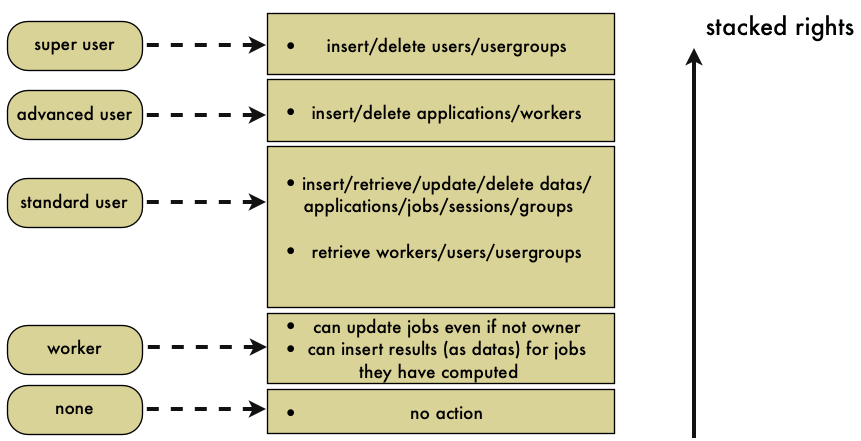 stacked rights
super user
• insert/delete users/usergroups
advanced user
• insert/delete applications/workers
standard user
• insert/retrieve/update/delete datas/
applications/jobs/sessions/groups
• retrieve workers/users/usergroups
worker
• can update jobs even if not owner
• can insert results (as datas) for jobs
they have computed
none
• no action